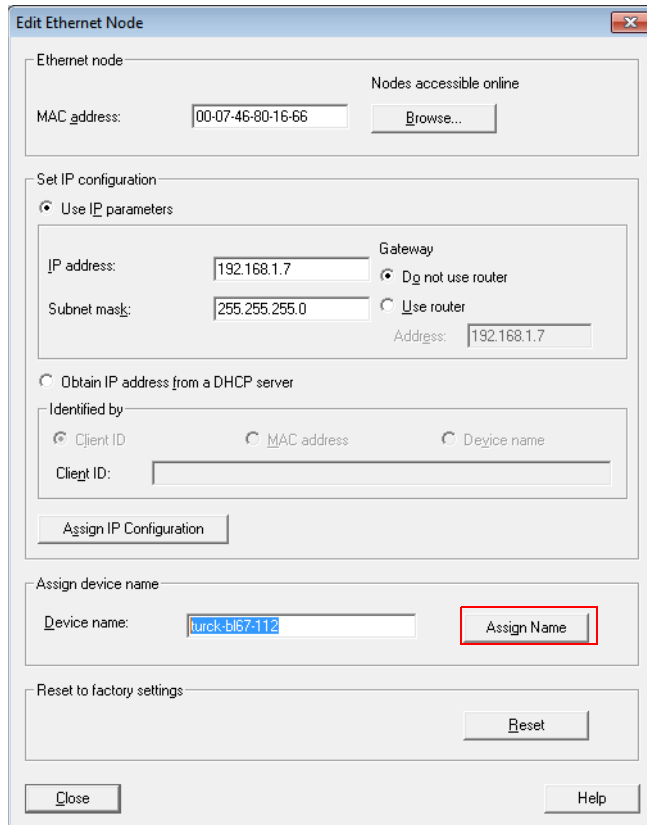 Edit Ethernet Node
Ethernet node
Nodes accessible online
MAC address: 00-07-46-80-16-66 Browse...
Set IP configuration
Use IP parameters
Gateway
IP address: 192.168.1.7 Do not use router
Subnet mask: 255.255.255.0 Use router
Address: 192.168.1.7
Obtain IP address from a DHCP server
Identified by
Client ID MAC address Device name
Client ID:
Assign IP Configuration
Assign device name
Device name: turck-bl67-112 Assign Name
Reset to factory settings
Reset
Close Help